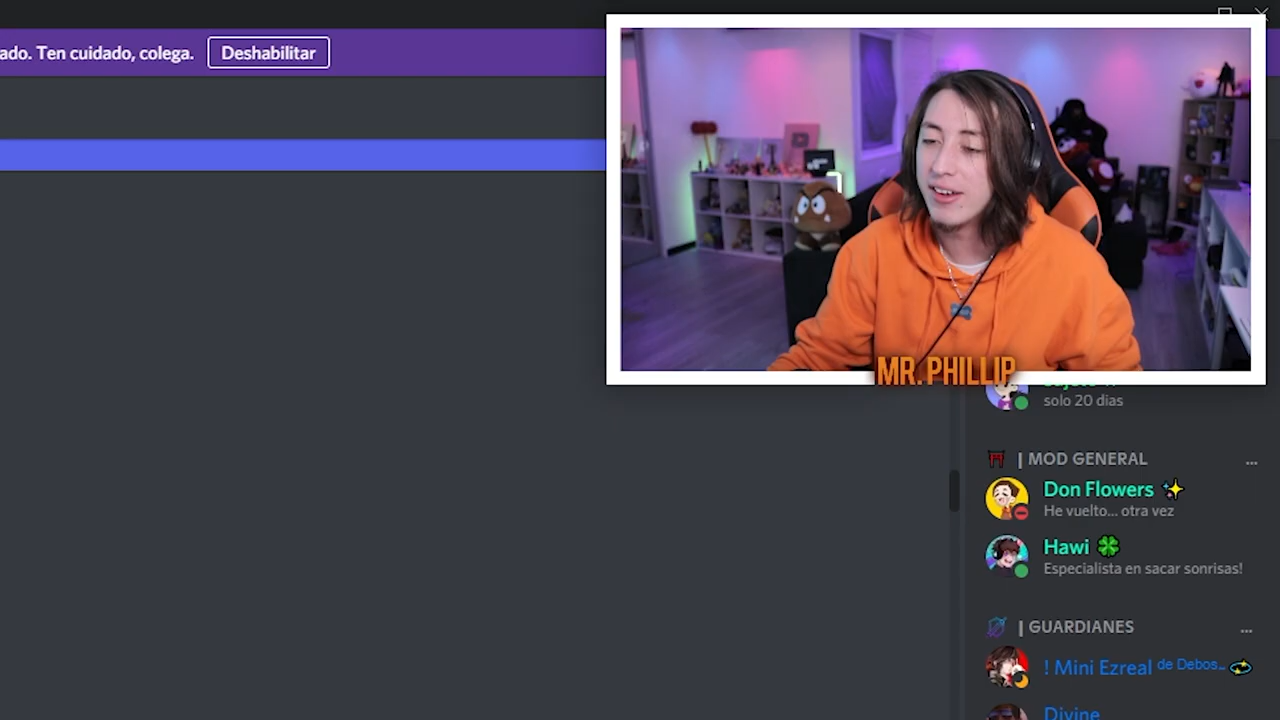 ado. Ten cuidado, colega. Deshabilitar
MR. PHILLIP
solo 20 dias
| MOD GENERAL
...
Don Flowers
He vuelto... otra vez
Hawi
Especialista en sacar sonrisas!
| GUARDIANES
...
! Mini Ezreal de Debos...
Divine